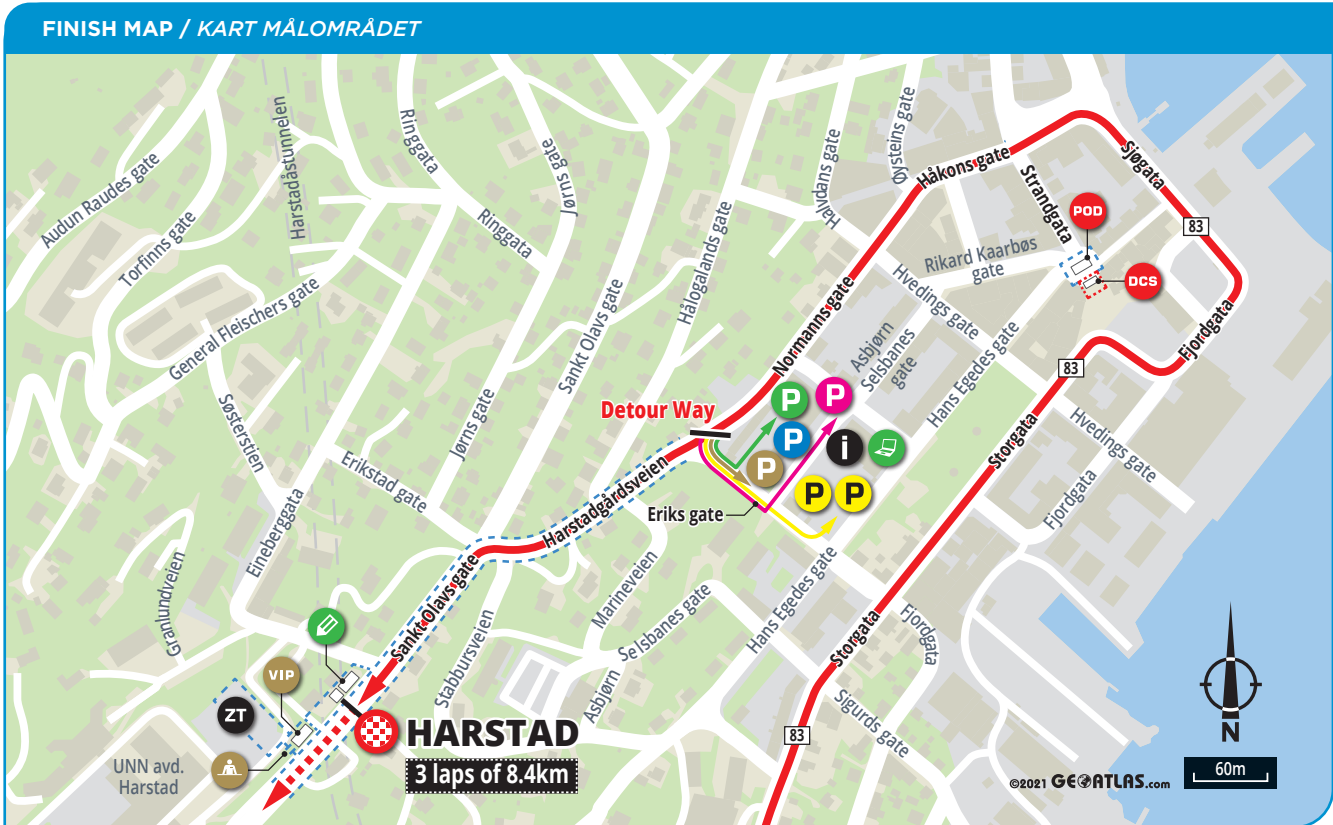 FINISH MAP / KART MÅLOMRÅDET
Audun Raudes gate
Torfinns gate
Harstadåstunnelen
Ringgata
Jørns gate
Ringgata
General Fleischers gate
Sankt Olavs gate
Hålogalands gate
Halvdans gate
Øysteins gate
Håkons gate
Sjøgata
Strandgata
POD
83
Rikard Kaarbøs
gate
DCS
Hvedings gate
Normanns gate
Asbjørn
Selsbanes
gate
Hans Egedes gate
83
Fjordgata
Søsterstien
Erikstad gate
Jørns gate
Detour Way
P
P
P
P
i
P
P
Eriks gate
Storgata
Hvedings gate
Fjordgata
Harstadgårdsveien
Eineberggata
Granlundveien
Sankt Olavs gate
Stabbursveien
Marineveien
Asbjørn Selsbanes gate
Hans Egedes gate
Fjordgata
Storgata
Sigurds gate
83
VIP
ZT
UNN avd.
Harstad
HARSTAD
3 laps of 8.4km
N
60m
©2021 GEOATLAS.com